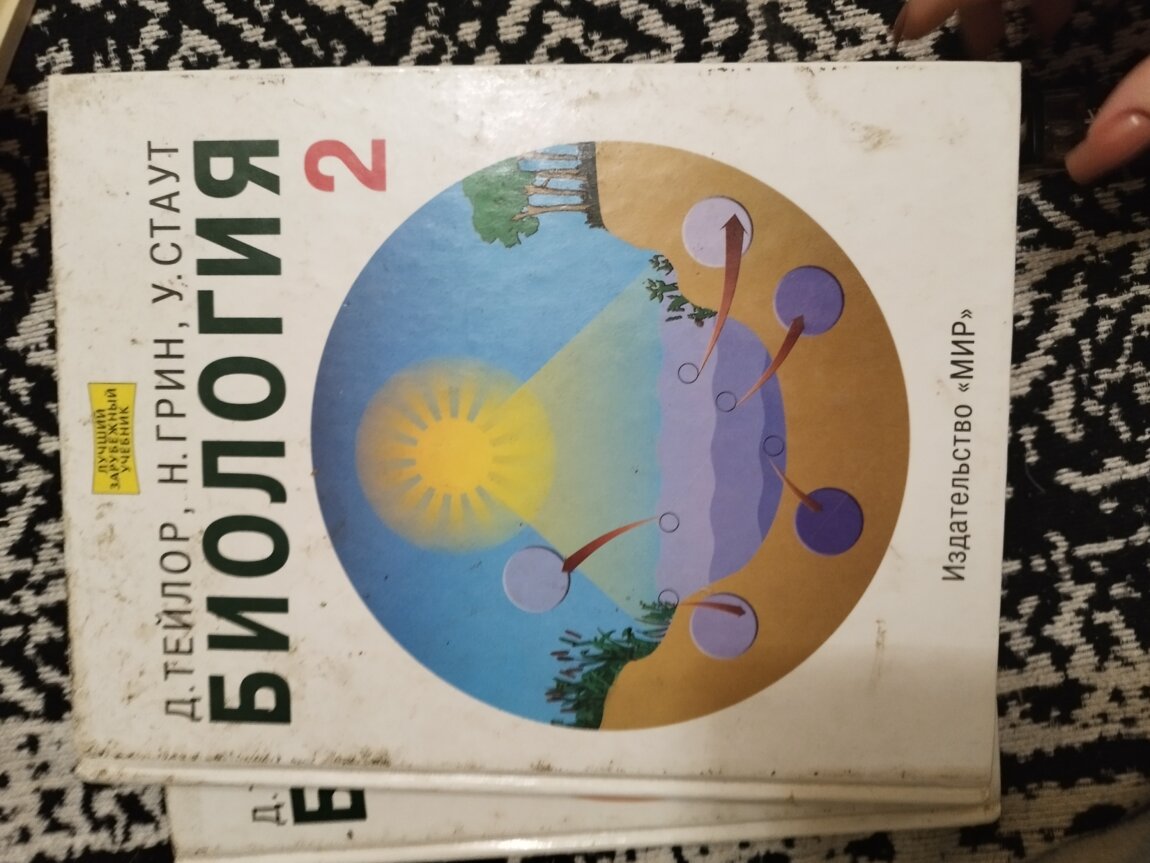 ЛУЧШИЙ
ЗАРУБЕЖНЫЙ
УЧЕБНИК
Д. ТЕЙЛОР, Н. ГРИН, У. СТАУТ
БИОЛОГИЯ
2
Издательство «МИР»
Д.
Б